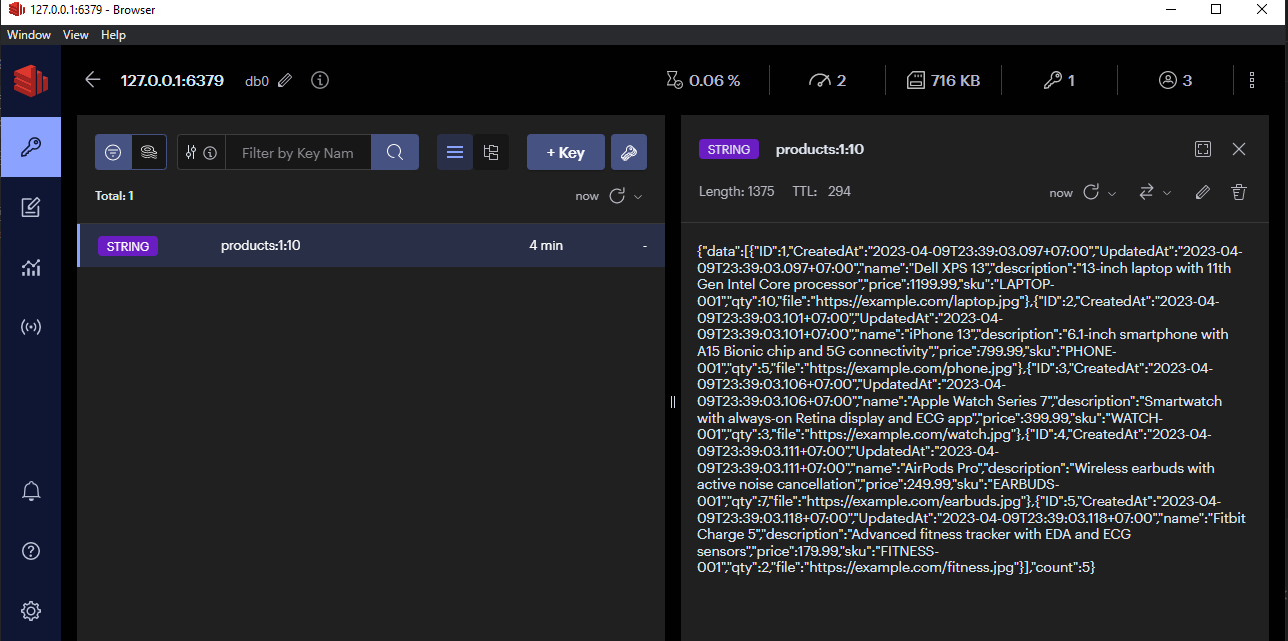 127.0.0.1:6379 - Browser
Window View Help
127.0.0.1:6379 db0 0.06 % 2 716 KB 1 3
Filter by Key Nam + Key
Total: 1 now
STRING products:1:10 4 min -
STRING products:1:10
Length: 1375 TTL: 294 now
{"data":[{"ID":1,"CreatedAt":"2023-04-09T23:39:03.097+07:00","UpdatedAt":"2023-04-
09T23:39:03.097+07:00","name":"Dell XPS 13","description":"13-inch laptop with 11th
Gen Intel Core processor","price":1199.99,"sku":"LAPTOP-
001","qty":10,"file":"https://example.com/laptop.jpg"},{"ID":2,"CreatedAt":"2023-04-
09T23:39:03.101+07:00","UpdatedAt":"2023-04-
09T23:39:03.101+07:00","name":"iPhone 13","description":"6.1-inch smartphone with
A15 Bionic chip and 5G connectivity","price":799.99,"sku":"PHONE-
001","qty":5,"file":"https://example.com/phone.jpg"},{"ID":3,"CreatedAt":"2023-04-
09T23:39:03.106+07:00","UpdatedAt":"2023-04-
09T23:39:03.106+07:00","name":"Apple Watch Series 7","description":"Smartwatch
with always-on Retina display and ECG app","price":399.99,"sku":"WATCH-
001","qty":3,"file":"https://example.com/watch.jpg"},{"ID":4,"CreatedAt":"2023-04-
09T23:39:03.111+07:00","UpdatedAt":"2023-04-
09T23:39:03.111+07:00","name":"AirPods Pro","description":"Wireless earbuds with
active noise cancellation","price":249.99,"sku":"EARBUDS-
001","qty":7,"file":"https://example.com/earbuds.jpg"},{"ID":5,"CreatedAt":"2023-04-
09T23:39:03.118+07:00","UpdatedAt":"2023-04-09T23:39:03.118+07:00","name":"Fitbit
Charge 5","description":"Advanced fitness tracker with EDA and ECG
sensors","price":179.99,"sku":"FITNESS-
001","qty":2,"file":"https://example.com/fitness.jpg"}],"count":5}